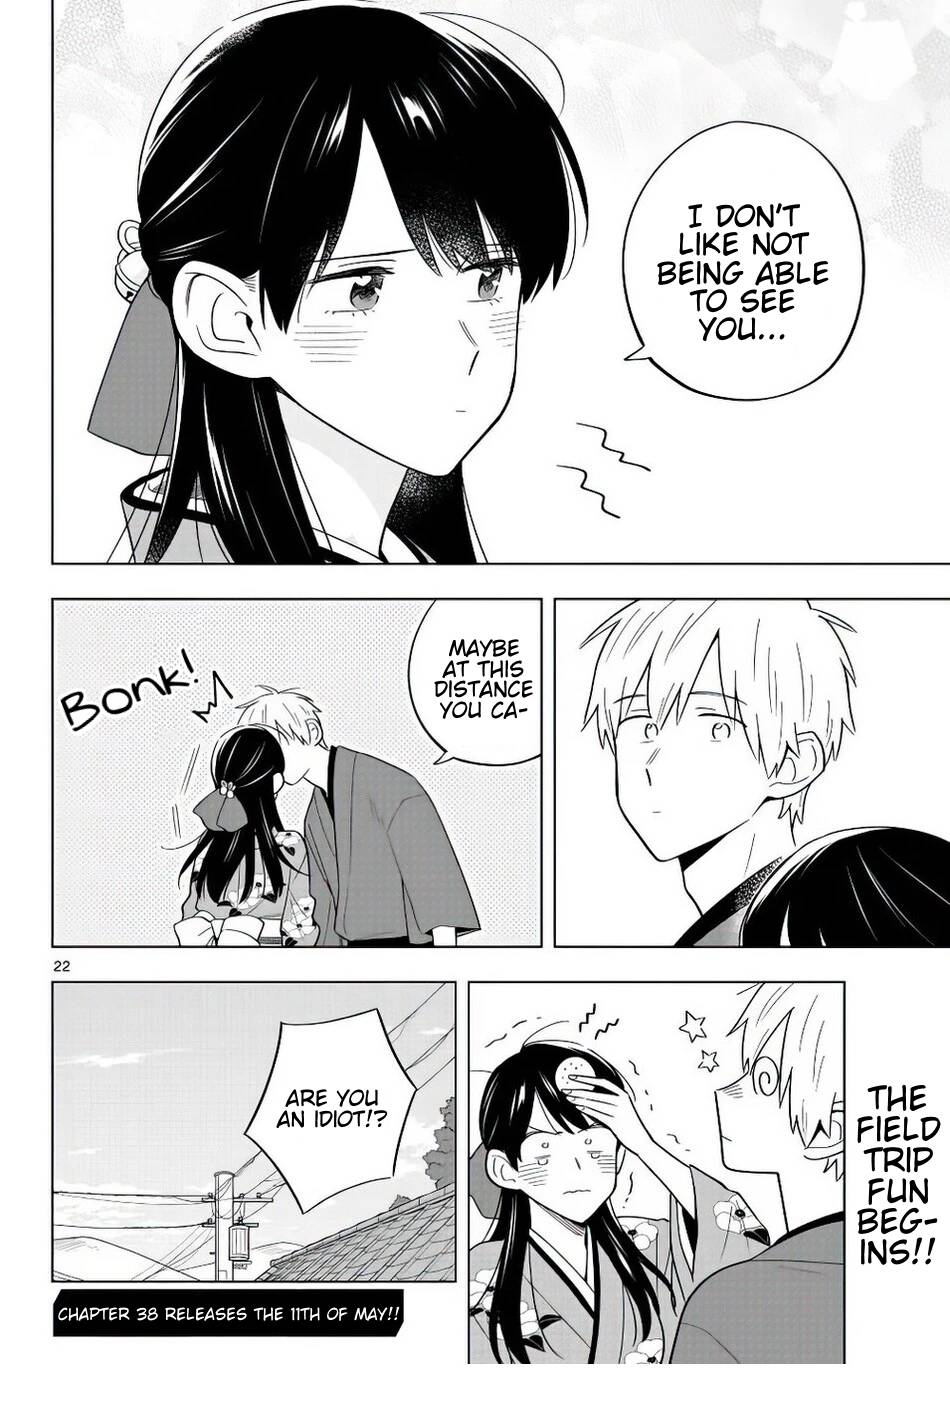 I DON'T
LIKE NOT
BEING ABLE
TO SEE
YOU...
MAYBE
AT THIS
DISTANCE
YOU CA-
Bonk!
22
THE
FIELD
TRIP
FUN
BEG-
INS!!
ARE YOU
AN IDIOT!?
CHAPTER 38 RELEASES THE 11TH OF MAY!!